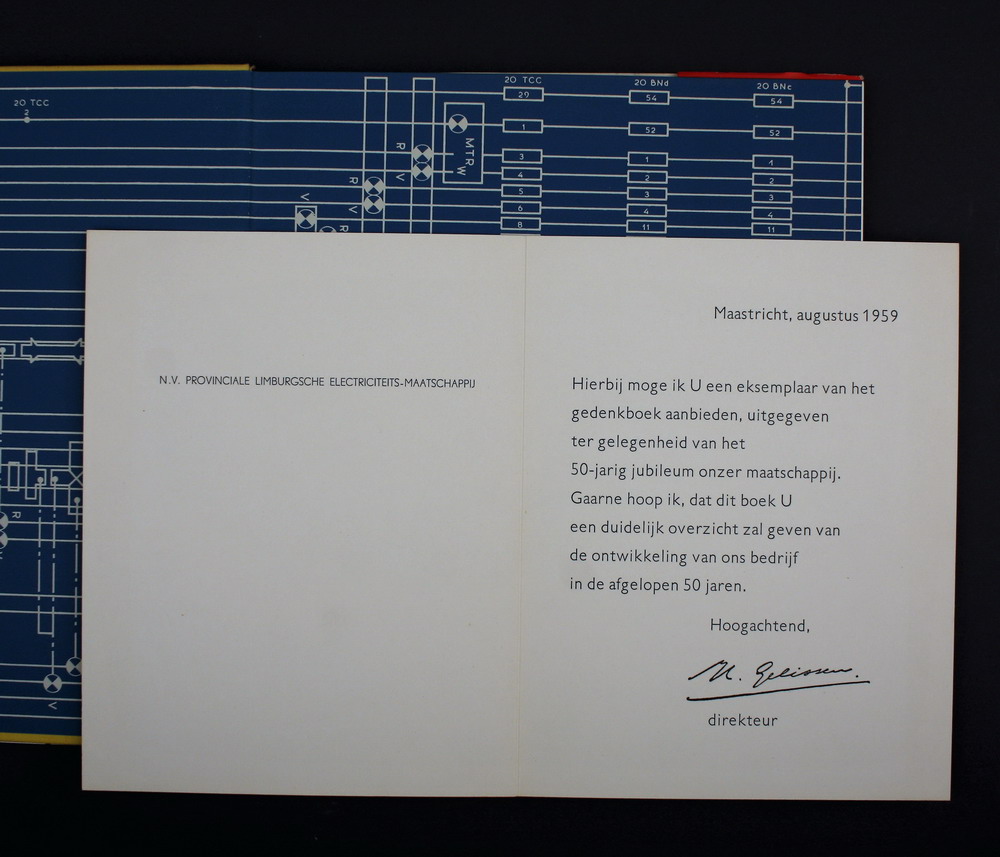 20 TCC
2
20 TCC
20 BNd
20 BNc
29
54
54
1
52
52
MTR
W
R
V
3
1
1
4
2
2
5
3
3
6
4
4
8
11
11
R
V
V
R
R
V
V
N.V. PROVINCIALE LIMBURGSCHE ELECTRICITEITS-MAATSCHAPPIJ
Maastricht, augustus 1959
Hierbij moge ik U een eksemplaar van het
gedenkboek aanbieden, uitgegeven
ter gelegenheid van het
50-jarig jubileum onzer maatschappij.
Gaarne hoop ik, dat dit boek U
een duidelijk overzicht zal geven van
de ontwikkeling van ons bedrijf
in de afgelopen 50 jaren.
Hoogachtend,
Gelissen.
direkteur